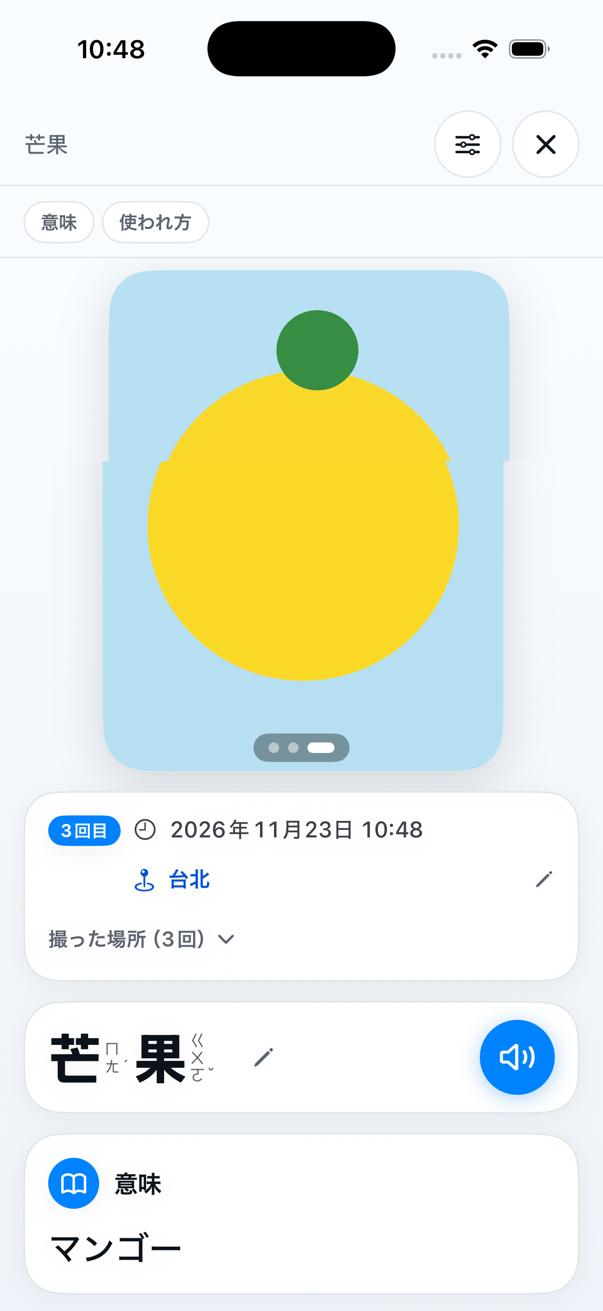 10:48
芒果
意味
使われ方
3回目 2026年11月23日 10:48
台北
撮った場所 (3回)
芒ㄇㄤˊ果ㄍㄨㄛˇ
意味
マンゴー